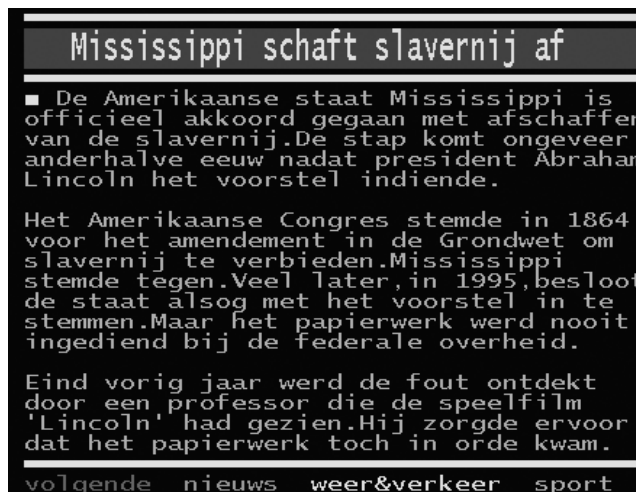 Mississippi schaft slavernij af
De Amerikaanse staat Mississippi is
officieel akkoord gegaan met afschaffen
van de slavernij.De stap komt ongeveer
anderhalve eeuw nadat president Abraham
Lincoln het voorstel indiende.
Het Amerikaanse Congres stemde in 1864
voor het amendement in de Grondwet om
slavernij te verbieden.Mississippi
stemde tegen.Veel later,in 1995,besloot
de staat alsog met het voorstel in te
stemmen.Maar het papierwerk werd nooit
ingediend bij de federale overheid.
Eind vorig jaar werd de fout ontdekt
door een professor die de speelfilm
'Lincoln' had gezien.Hij zorgde ervoor
dat het papierwerk toch in orde kwam.
volgende nieuws weer&verkeer sport